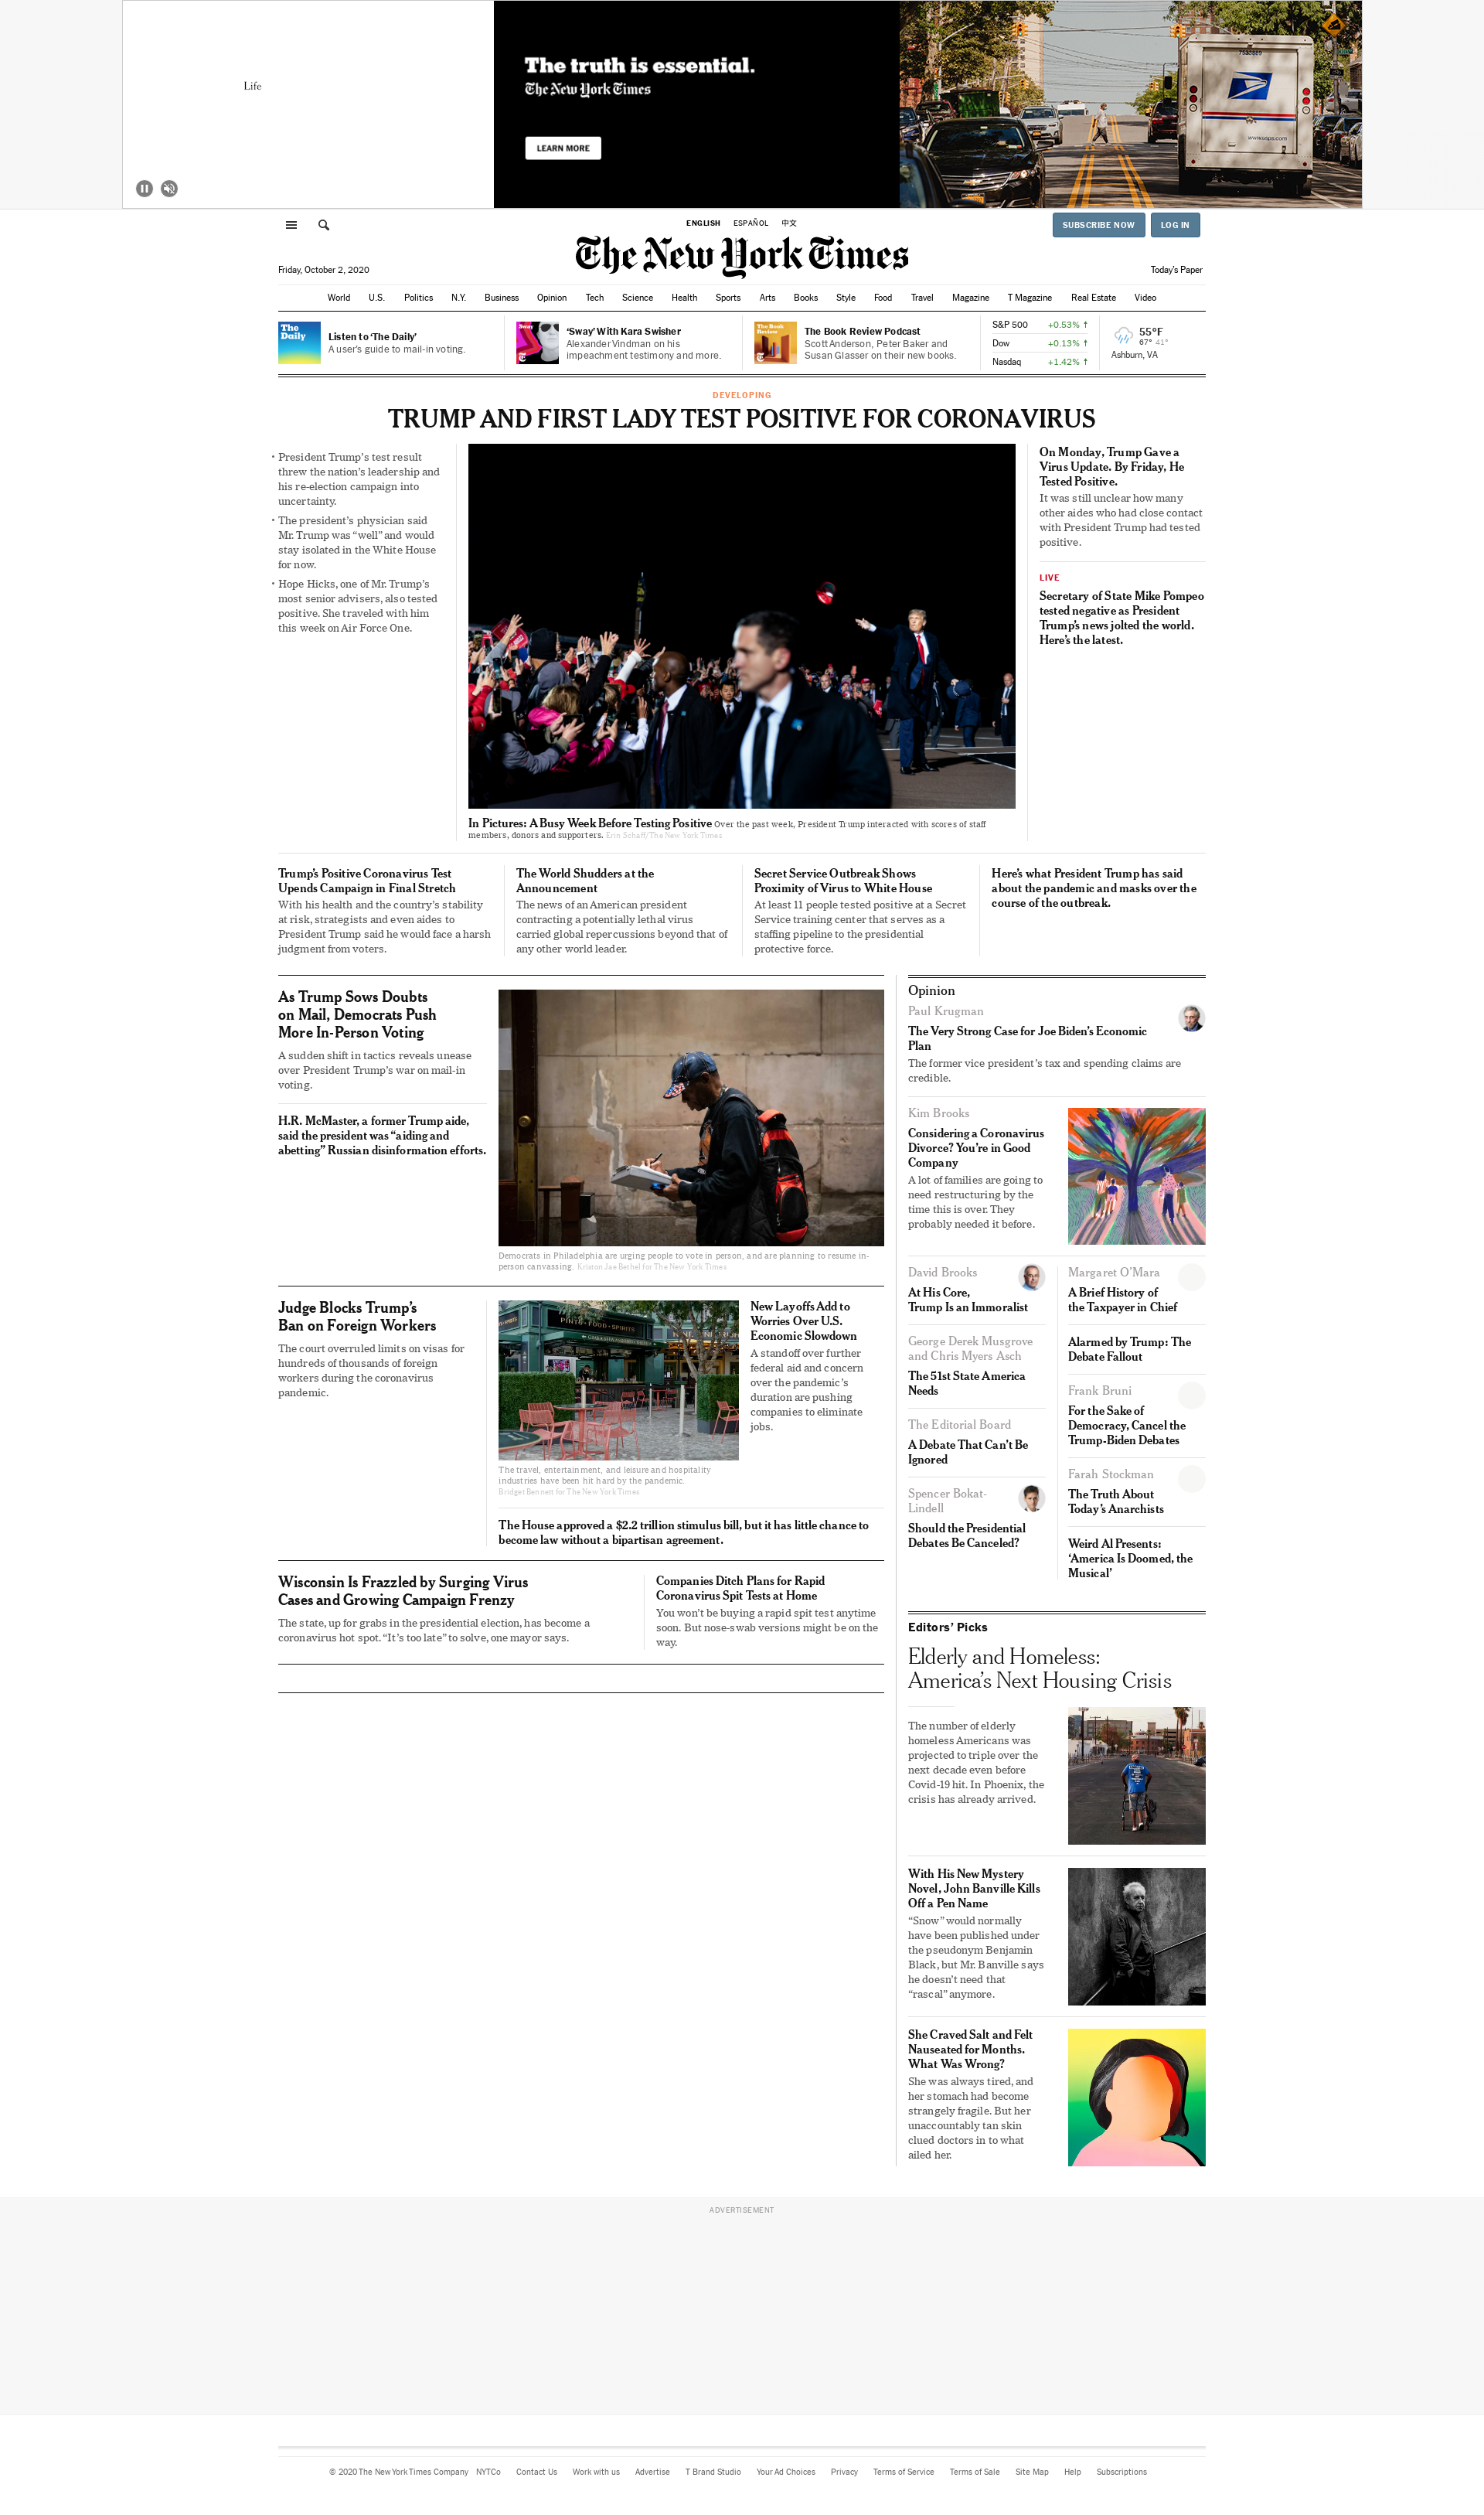 Life
The truth is essential.
The New York Times
LEARN MORE
www.usps.com
ENGLISH ESPAÑOL 中文
SUBSCRIBE NOW LOG IN
The New York Times
Friday, October 2, 2020
Today's Paper
World U.S. Politics N.Y. Business Opinion Tech Science Health Sports Arts Books Style Food Travel Magazine T Magazine Real Estate Video
The
Daily
Listen to ‘The Daily’
A user's guide to mail-in voting.
Sway
‘Sway’ With Kara Swisher
Alexander Vindman on his
impeachment testimony and more.
The Book
Review
The Book Review Podcast
Scott Anderson, Peter Baker and
Susan Glasser on their new books.
S&P 500 +0.53% ↑
Dow +0.13% ↑
Nasdaq +1.42% ↑
55°F
67° 41°
Ashburn, VA
DEVELOPING
TRUMP AND FIRST LADY TEST POSITIVE FOR CORONAVIRUS
• President Trump’s test result
threw the nation’s leadership and
his re-election campaign into
uncertainty.
• The president’s physician said
Mr. Trump was “well” and would
stay isolated in the White House
for now.
• Hope Hicks, one of Mr. Trump’s
most senior advisers, also tested
positive. She traveled with him
this week on Air Force One.
In Pictures: A Busy Week Before Testing Positive Over the past week, President Trump interacted with scores of staff
members, donors and supporters. Erin Schaff/The New York Times
On Monday, Trump Gave a
Virus Update. By Friday, He
Tested Positive.
It was still unclear how many
other aides who had close contact
with President Trump had tested
positive.
LIVE
Secretary of State Mike Pompeo
tested negative as President
Trump’s news jolted the world.
Here’s the latest.
Trump’s Positive Coronavirus Test
Upends Campaign in Final Stretch
With his health and the country’s stability
at risk, strategists and even aides to
President Trump said he would face a harsh
judgment from voters.
The World Shudders at the
Announcement
The news of an American president
contracting a potentially lethal virus
carried global repercussions beyond that of
any other world leader.
Secret Service Outbreak Shows
Proximity of Virus to White House
At least 11 people tested positive at a Secret
Service training center that serves as a
staffing pipeline to the presidential
protective force.
Here’s what President Trump has said
about the pandemic and masks over the
course of the outbreak.
As Trump Sows Doubts
on Mail, Democrats Push
More In-Person Voting
A sudden shift in tactics reveals unease
over President Trump’s war on mail-in
voting.
H.R. McMaster, a former Trump aide,
said the president was “aiding and
abetting” Russian disinformation efforts.
Democrats in Philadelphia are urging people to vote in person, and are planning to resume in-
person canvassing. Kriston Jae Bethel for The New York Times
Judge Blocks Trump’s
Ban on Foreign Workers
The court overruled limits on visas for
hundreds of thousands of foreign
workers during the coronavirus
pandemic.
PINTS·FOOD·SPIRITS
The travel, entertainment, and leisure and hospitality
industries have been hit hard by the pandemic.
Bridget Bennett for The New York Times
New Layoffs Add to
Worries Over U.S.
Economic Slowdown
A standoff over further
federal aid and concern
over the pandemic’s
duration are pushing
companies to eliminate
jobs.
The House approved a $2.2 trillion stimulus bill, but it has little chance to
become law without a bipartisan agreement.
Wisconsin Is Frazzled by Surging Virus
Cases and Growing Campaign Frenzy
The state, up for grabs in the presidential election, has become a
coronavirus hot spot. “It’s too late” to solve, one mayor says.
Companies Ditch Plans for Rapid
Coronavirus Spit Tests at Home
You won’t be buying a rapid spit test anytime
soon. But nose-swab versions might be on the
way.
Opinion
Paul Krugman
The Very Strong Case for Joe Biden’s Economic
Plan
The former vice president’s tax and spending claims are
credible.
Kim Brooks
Considering a Coronavirus
Divorce? You’re in Good
Company
A lot of families are going to
need restructuring by the
time this is over. They
probably needed it before.
David Brooks
At His Core,
Trump Is an Immoralist
George Derek Musgrove
and Chris Myers Asch
The 51st State America
Needs
The Editorial Board
A Debate That Can’t Be
Ignored
Spencer Bokat-
Lindell
Should the Presidential
Debates Be Canceled?
Margaret O’Mara
A Brief History of
the Taxpayer in Chief
Alarmed by Trump: The
Debate Fallout
Frank Bruni
For the Sake of
Democracy, Cancel the
Trump-Biden Debates
Farah Stockman
The Truth About
Today’s Anarchists
Weird Al Presents:
‘America Is Doomed, the
Musical’
Editors’ Picks
Elderly and Homeless:
America’s Next Housing Crisis
The number of elderly
homeless Americans was
projected to triple over the
next decade even before
Covid-19 hit. In Phoenix, the
crisis has already arrived.
With His New Mystery
Novel, John Banville Kills
Off a Pen Name
“Snow” would normally
have been published under
the pseudonym Benjamin
Black, but Mr. Banville says
he doesn’t need that
“rascal” anymore.
She Craved Salt and Felt
Nauseated for Months.
What Was Wrong?
She was always tired, and
her stomach had become
strangely fragile. But her
unaccountably tan skin
clued doctors in to what
ailed her.
ADVERTISEMENT
© 2020 The New York Times Company NYTCo Contact Us Work with us Advertise T Brand Studio Your Ad Choices Privacy Terms of Service Terms of Sale Site Map Help Subscriptions